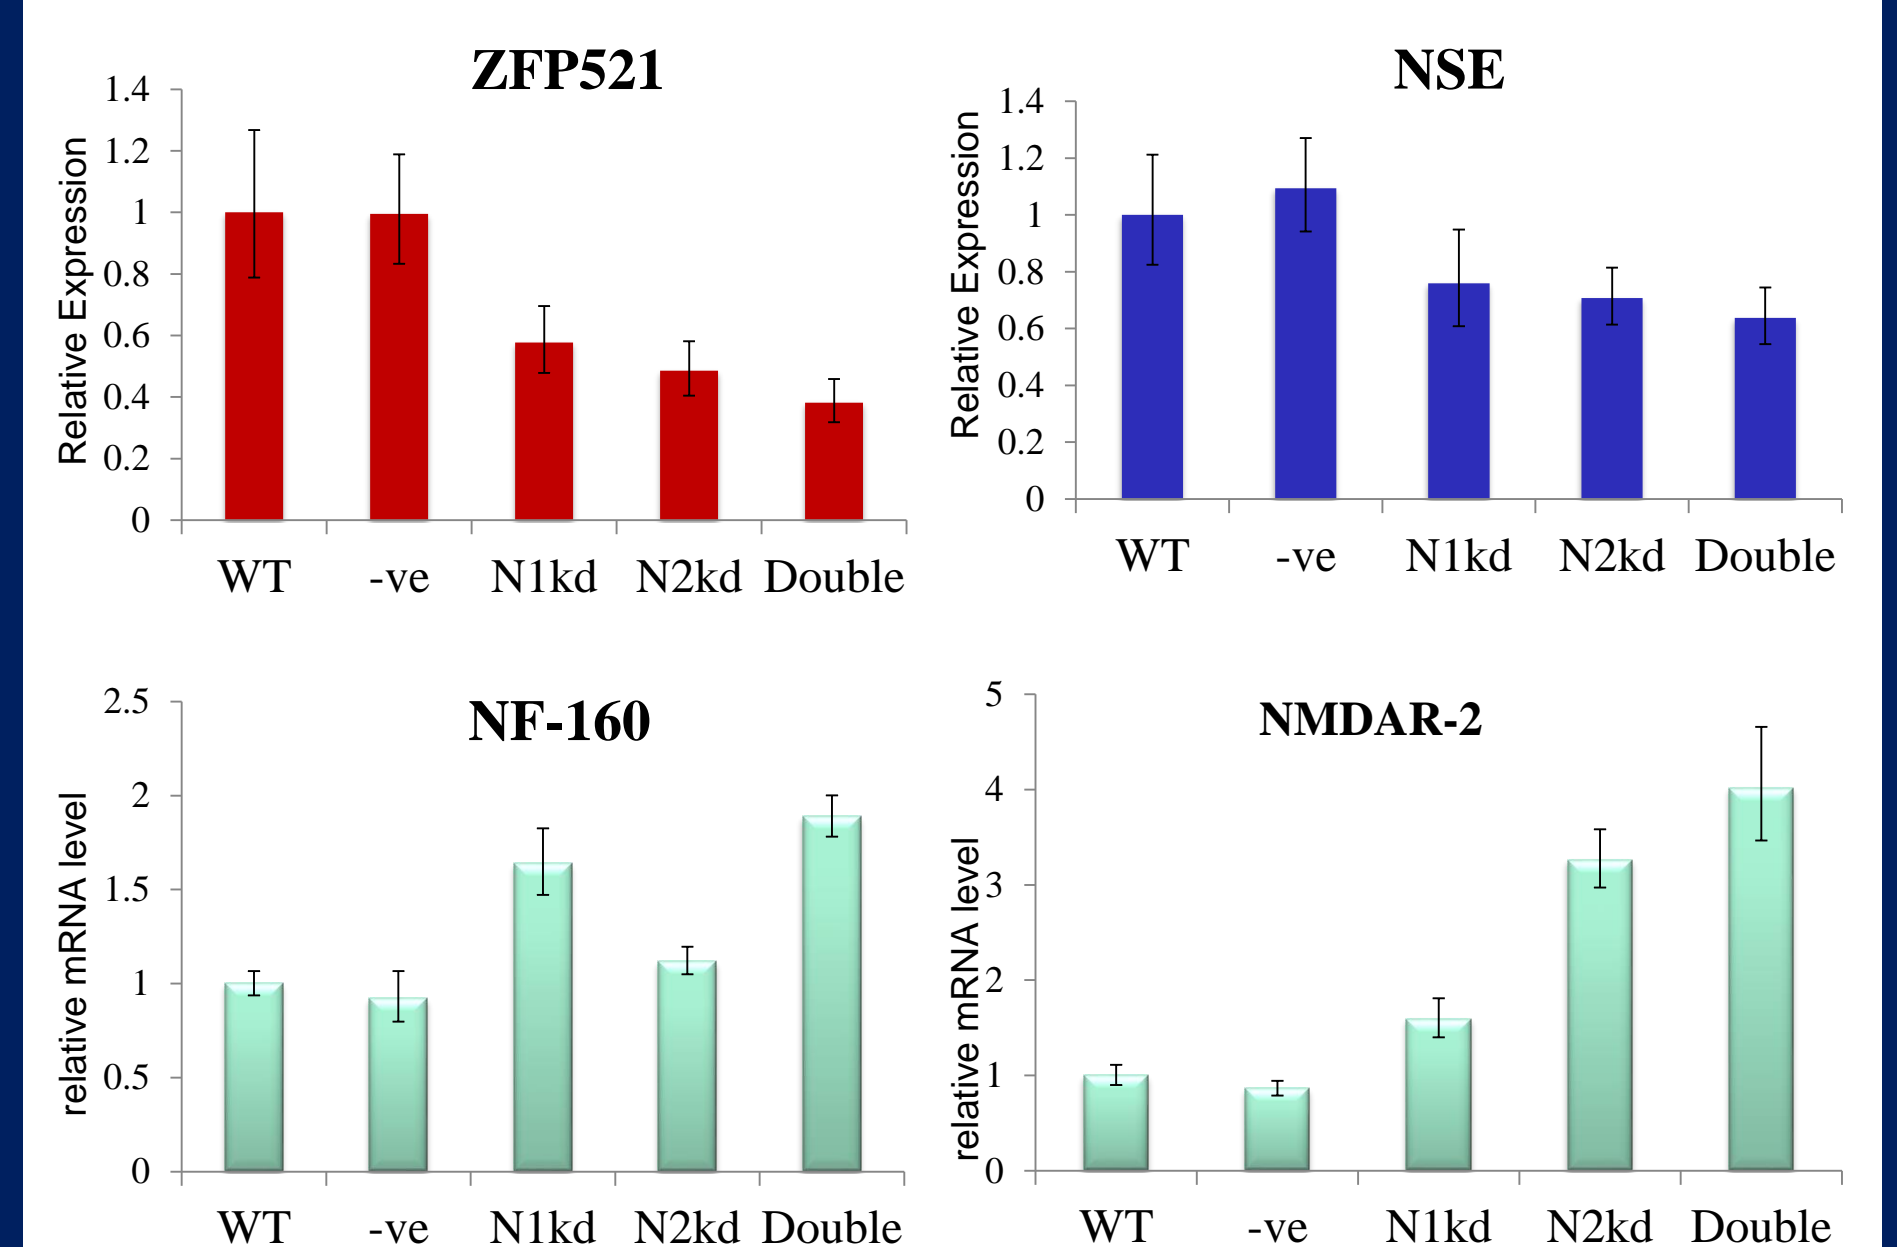 ZFP521
Relative Expression
1.4
1.2
1
0.8
0.6
0.4
0.2
0
WT -ve N1kd N2kd Double
NSE
Relative Expression
1.4
1.2
1
0.8
0.6
0.4
0.2
0
WT -ve N1kd N2kd Double
NF-160
relative mRNA level
2.5
2
1.5
1
0.5
0
WT -ve N1kd N2kd Double
NMDAR-2
relative mRNA level
5
4
3
2
1
0
WT -ve N1kd N2kd Double